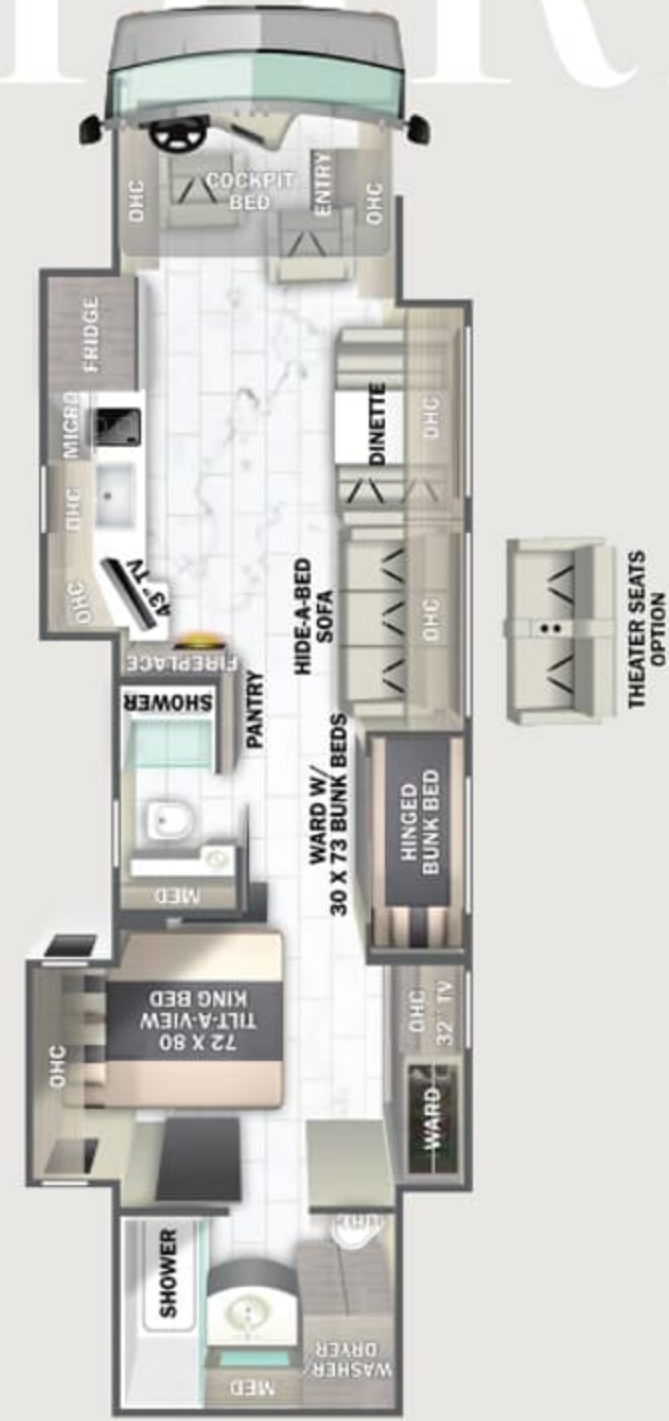 OHC
COCKPIT
BED
ENTRY
OHC
FRIDGE
MICRO
OHC
OHC
43" TV
DINETTE
OHC
HIDE-A-BED
SOFA
OHC
THEATER SEATS
OPTION
FIREPLACE
SHOWER
PANTRY
WARD W/
30 X 73 BUNK BEDS
HINGED
BUNK BED
MED
72 X 80
TILT-A-VIEW
KING BED
OHC
OHC
32" TV
WARD
SHOWER
MED
WASHER/
DRYER